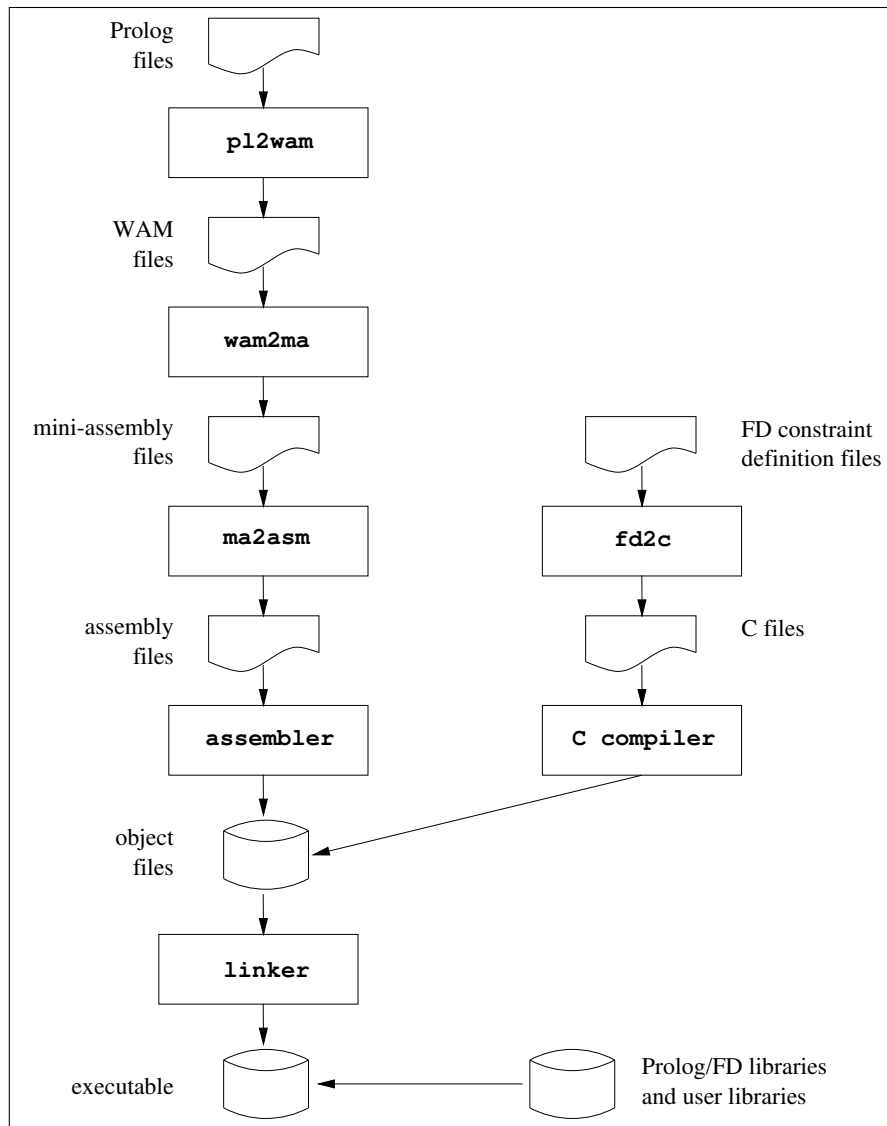 Prolog
files
pl2wam
WAM
files
wam2ma
mini-assembly
files
FD constraint
definition files
ma2asm
fd2c
assembly
files
C files
assembler
C compiler
object
files
linker
executable
Prolog/FD libraries
and user libraries